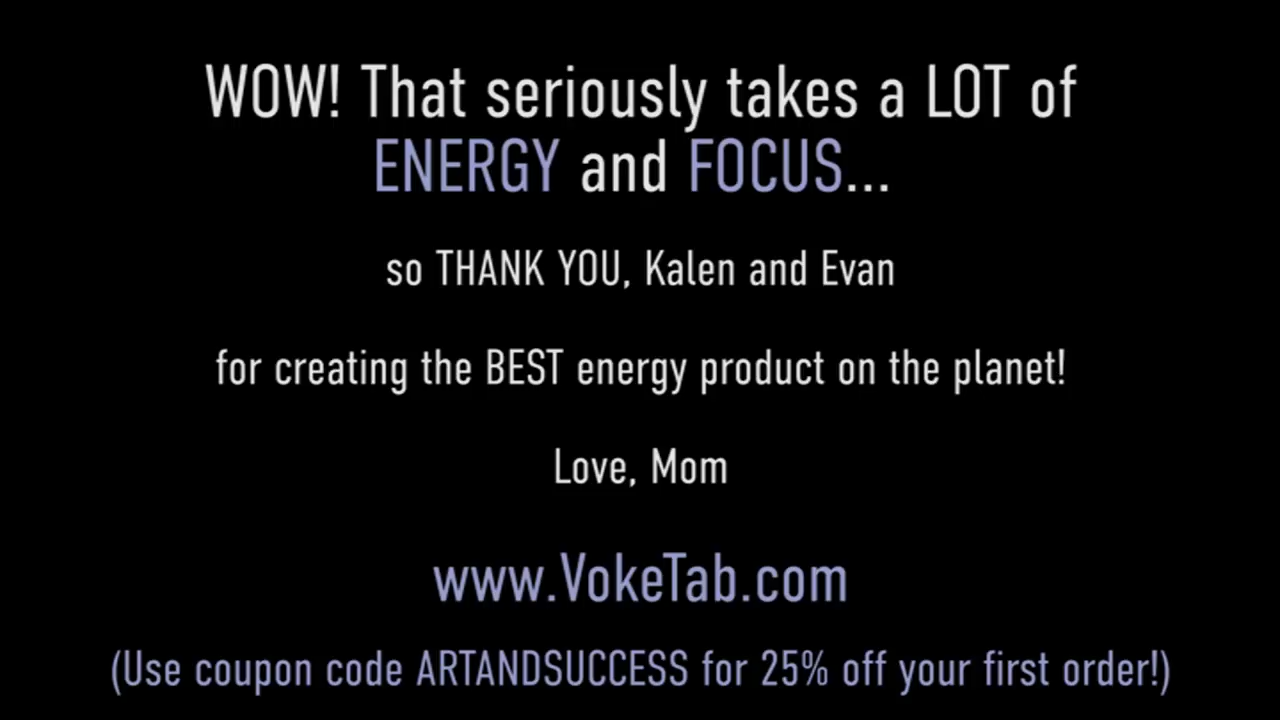 WOW! That seriously takes a LOT of
ENERGY and FOCUS...
so THANK YOU, Kalen and Evan
for creating the BEST energy product on the planet!
Love, Mom
www.VokeTab.com
(Use coupon code ARTANDSUCCESS for 25% off your first order!)